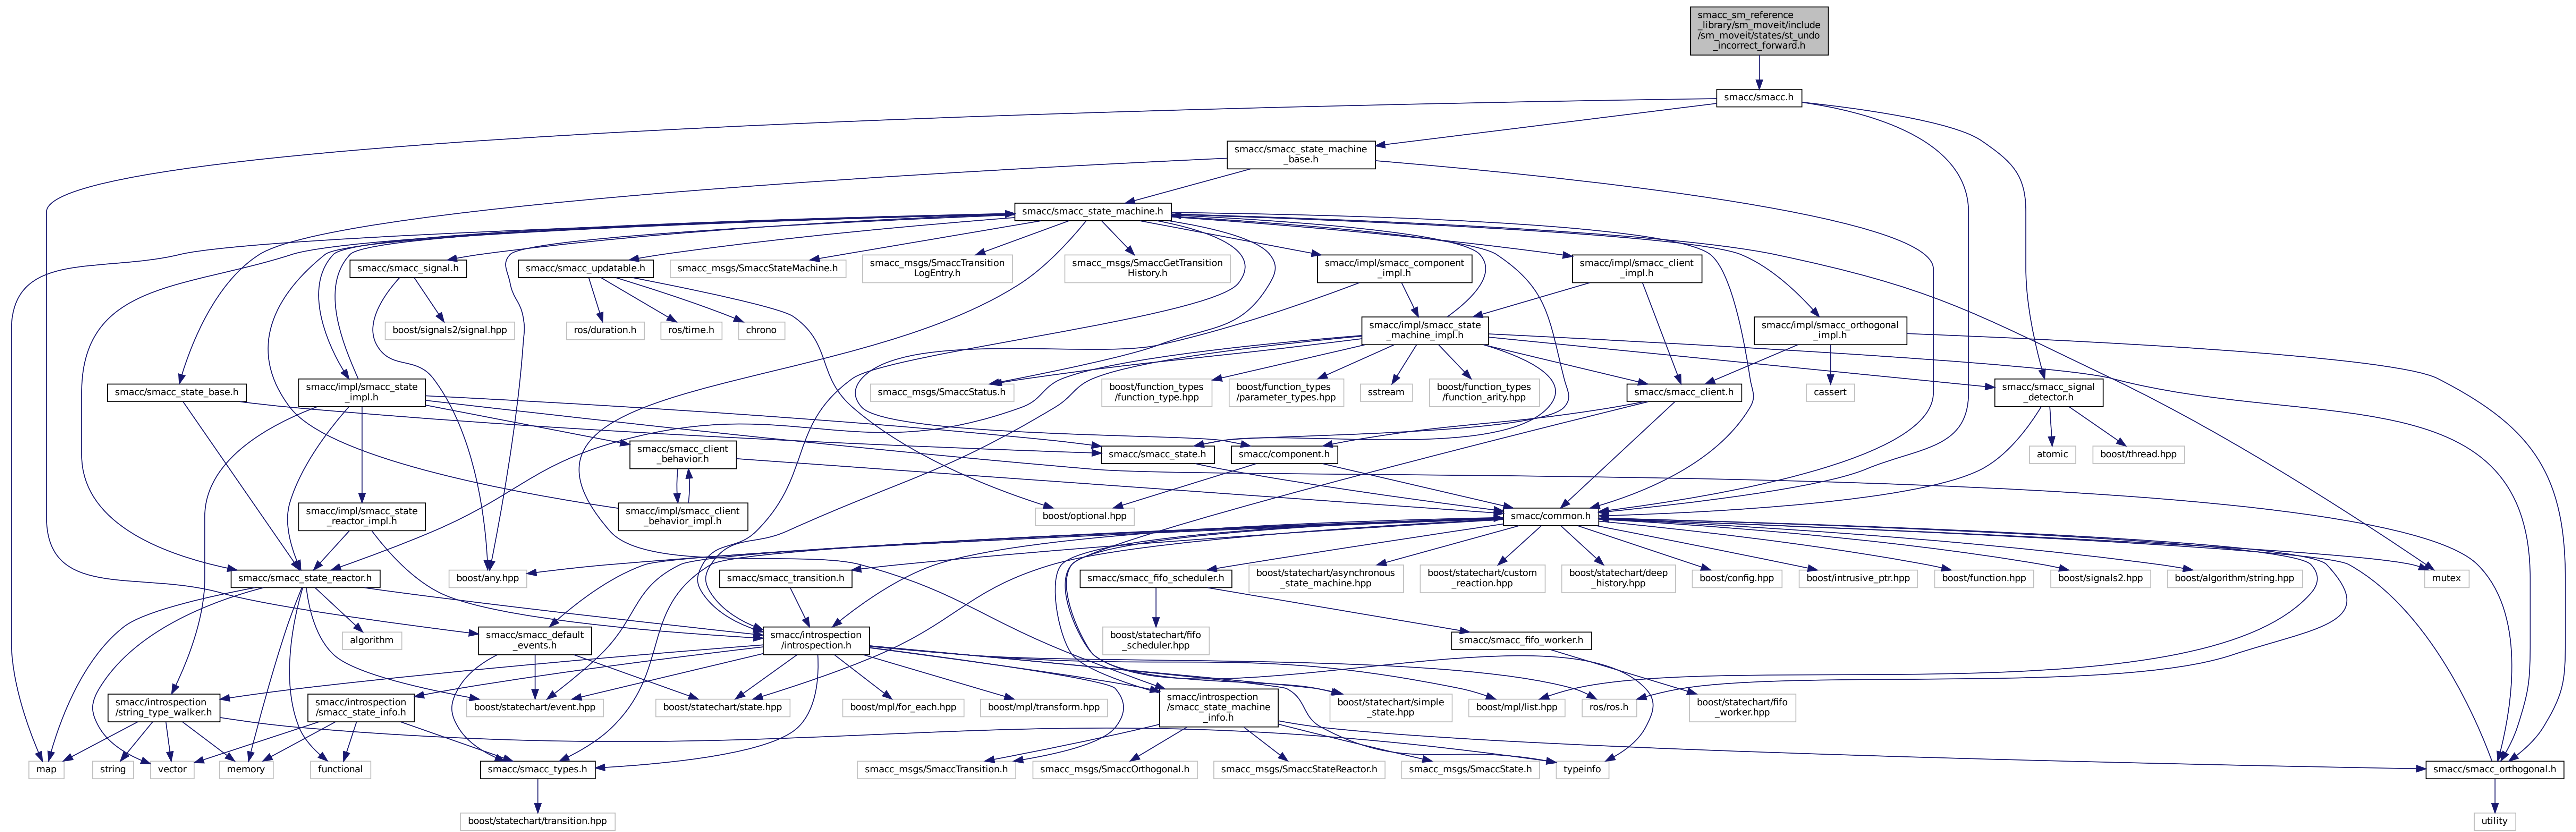 smacc_sm_reference
_library/sm_moveit/include
/sm_moveit/states/st_undo
_incorrect_forward.h
smacc/smacc.h
smacc/smacc_state_machine
_base.h
smacc/smacc_state_machine.h
smacc/smacc_signal.h
smacc/smacc_updatable.h
smacc_msgs/SmaccStateMachine.h
smacc_msgs/SmaccTransition
LogEntry.h
smacc_msgs/SmaccGetTransition
History.h
smacc/impl/smacc_component
_impl.h
smacc/impl/smacc_client
_impl.h
boost/signals2/signal.hpp
ros/duration.h
ros/time.h
chrono
smacc/impl/smacc_state
_machine_impl.h
smacc/impl/smacc_orthogonal
_impl.h
smacc/smacc_state_base.h
smacc/impl/smacc_state
_impl.h
smacc_msgs/SmaccStatus.h
boost/function_types
/function_type.hpp
boost/function_types
/parameter_types.hpp
sstream
boost/function_types
/function_arity.hpp
smacc/smacc_client.h
cassert
smacc/smacc_signal
_detector.h
smacc/smacc_client
_behavior.h
smacc/smacc_state.h
smacc/component.h
atomic
boost/thread.hpp
smacc/impl/smacc_state
_reactor_impl.h
smacc/impl/smacc_client
_behavior_impl.h
boost/optional.hpp
smacc/common.h
smacc/smacc_state_reactor.h
boost/any.hpp
smacc/smacc_transition.h
smacc/smacc_fifo_scheduler.h
boost/statechart/asynchronous
_state_machine.hpp
boost/statechart/custom
_reaction.hpp
boost/statechart/deep
_history.hpp
boost/config.hpp
boost/intrusive_ptr.hpp
boost/function.hpp
boost/signals2.hpp
boost/algorithm/string.hpp
mutex
algorithm
smacc/smacc_default
_events.h
smacc/introspection
/introspection.h
boost/statechart/fifo
_scheduler.hpp
smacc/smacc_fifo_worker.h
smacc/introspection
/string_type_walker.h
smacc/introspection
/smacc_state_info.h
boost/statechart/event.hpp
boost/statechart/state.hpp
boost/mpl/for_each.hpp
boost/mpl/transform.hpp
smacc/introspection
/smacc_state_machine
_info.h
boost/statechart/simple
_state.hpp
boost/mpl/list.hpp
ros/ros.h
boost/statechart/fifo
_worker.hpp
map
string
vector
memory
functional
smacc/smacc_types.h
smacc_msgs/SmaccTransition.h
smacc_msgs/SmaccOrthogonal.h
smacc_msgs/SmaccStateReactor.h
smacc_msgs/SmaccState.h
typeinfo
smacc/smacc_orthogonal.h
boost/statechart/transition.hpp
utility